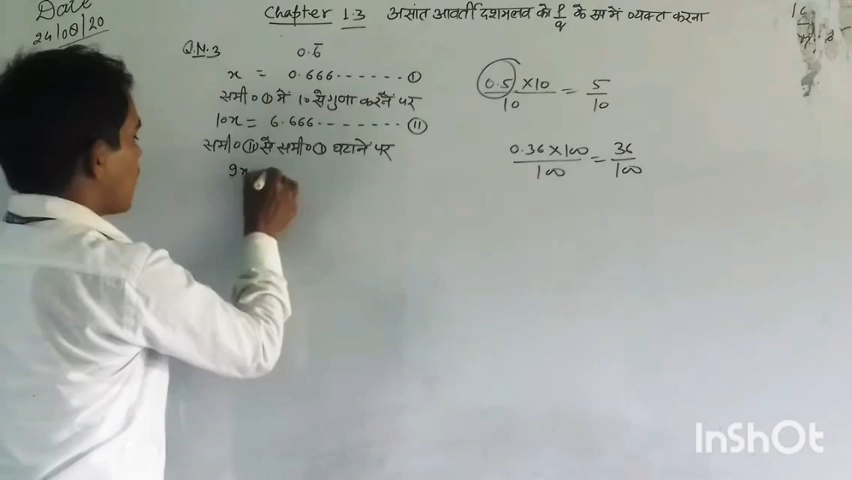 Date
24/08/20
Chapter 1.3 असांत आवर्ती दशमलव को p/q के रूप में व्यक्त करना
Q.N.3 0.6̅
x = 0.666....... ①
समी० ① में 10 से गुणा करने पर
10x = 6.666........ ⑪
समी० ⑪ से समी० ① घटाने पर
9x
0.5 × 10 / 10 = 5/10
0.36 × 100 / 100 = 36/100
InShOt